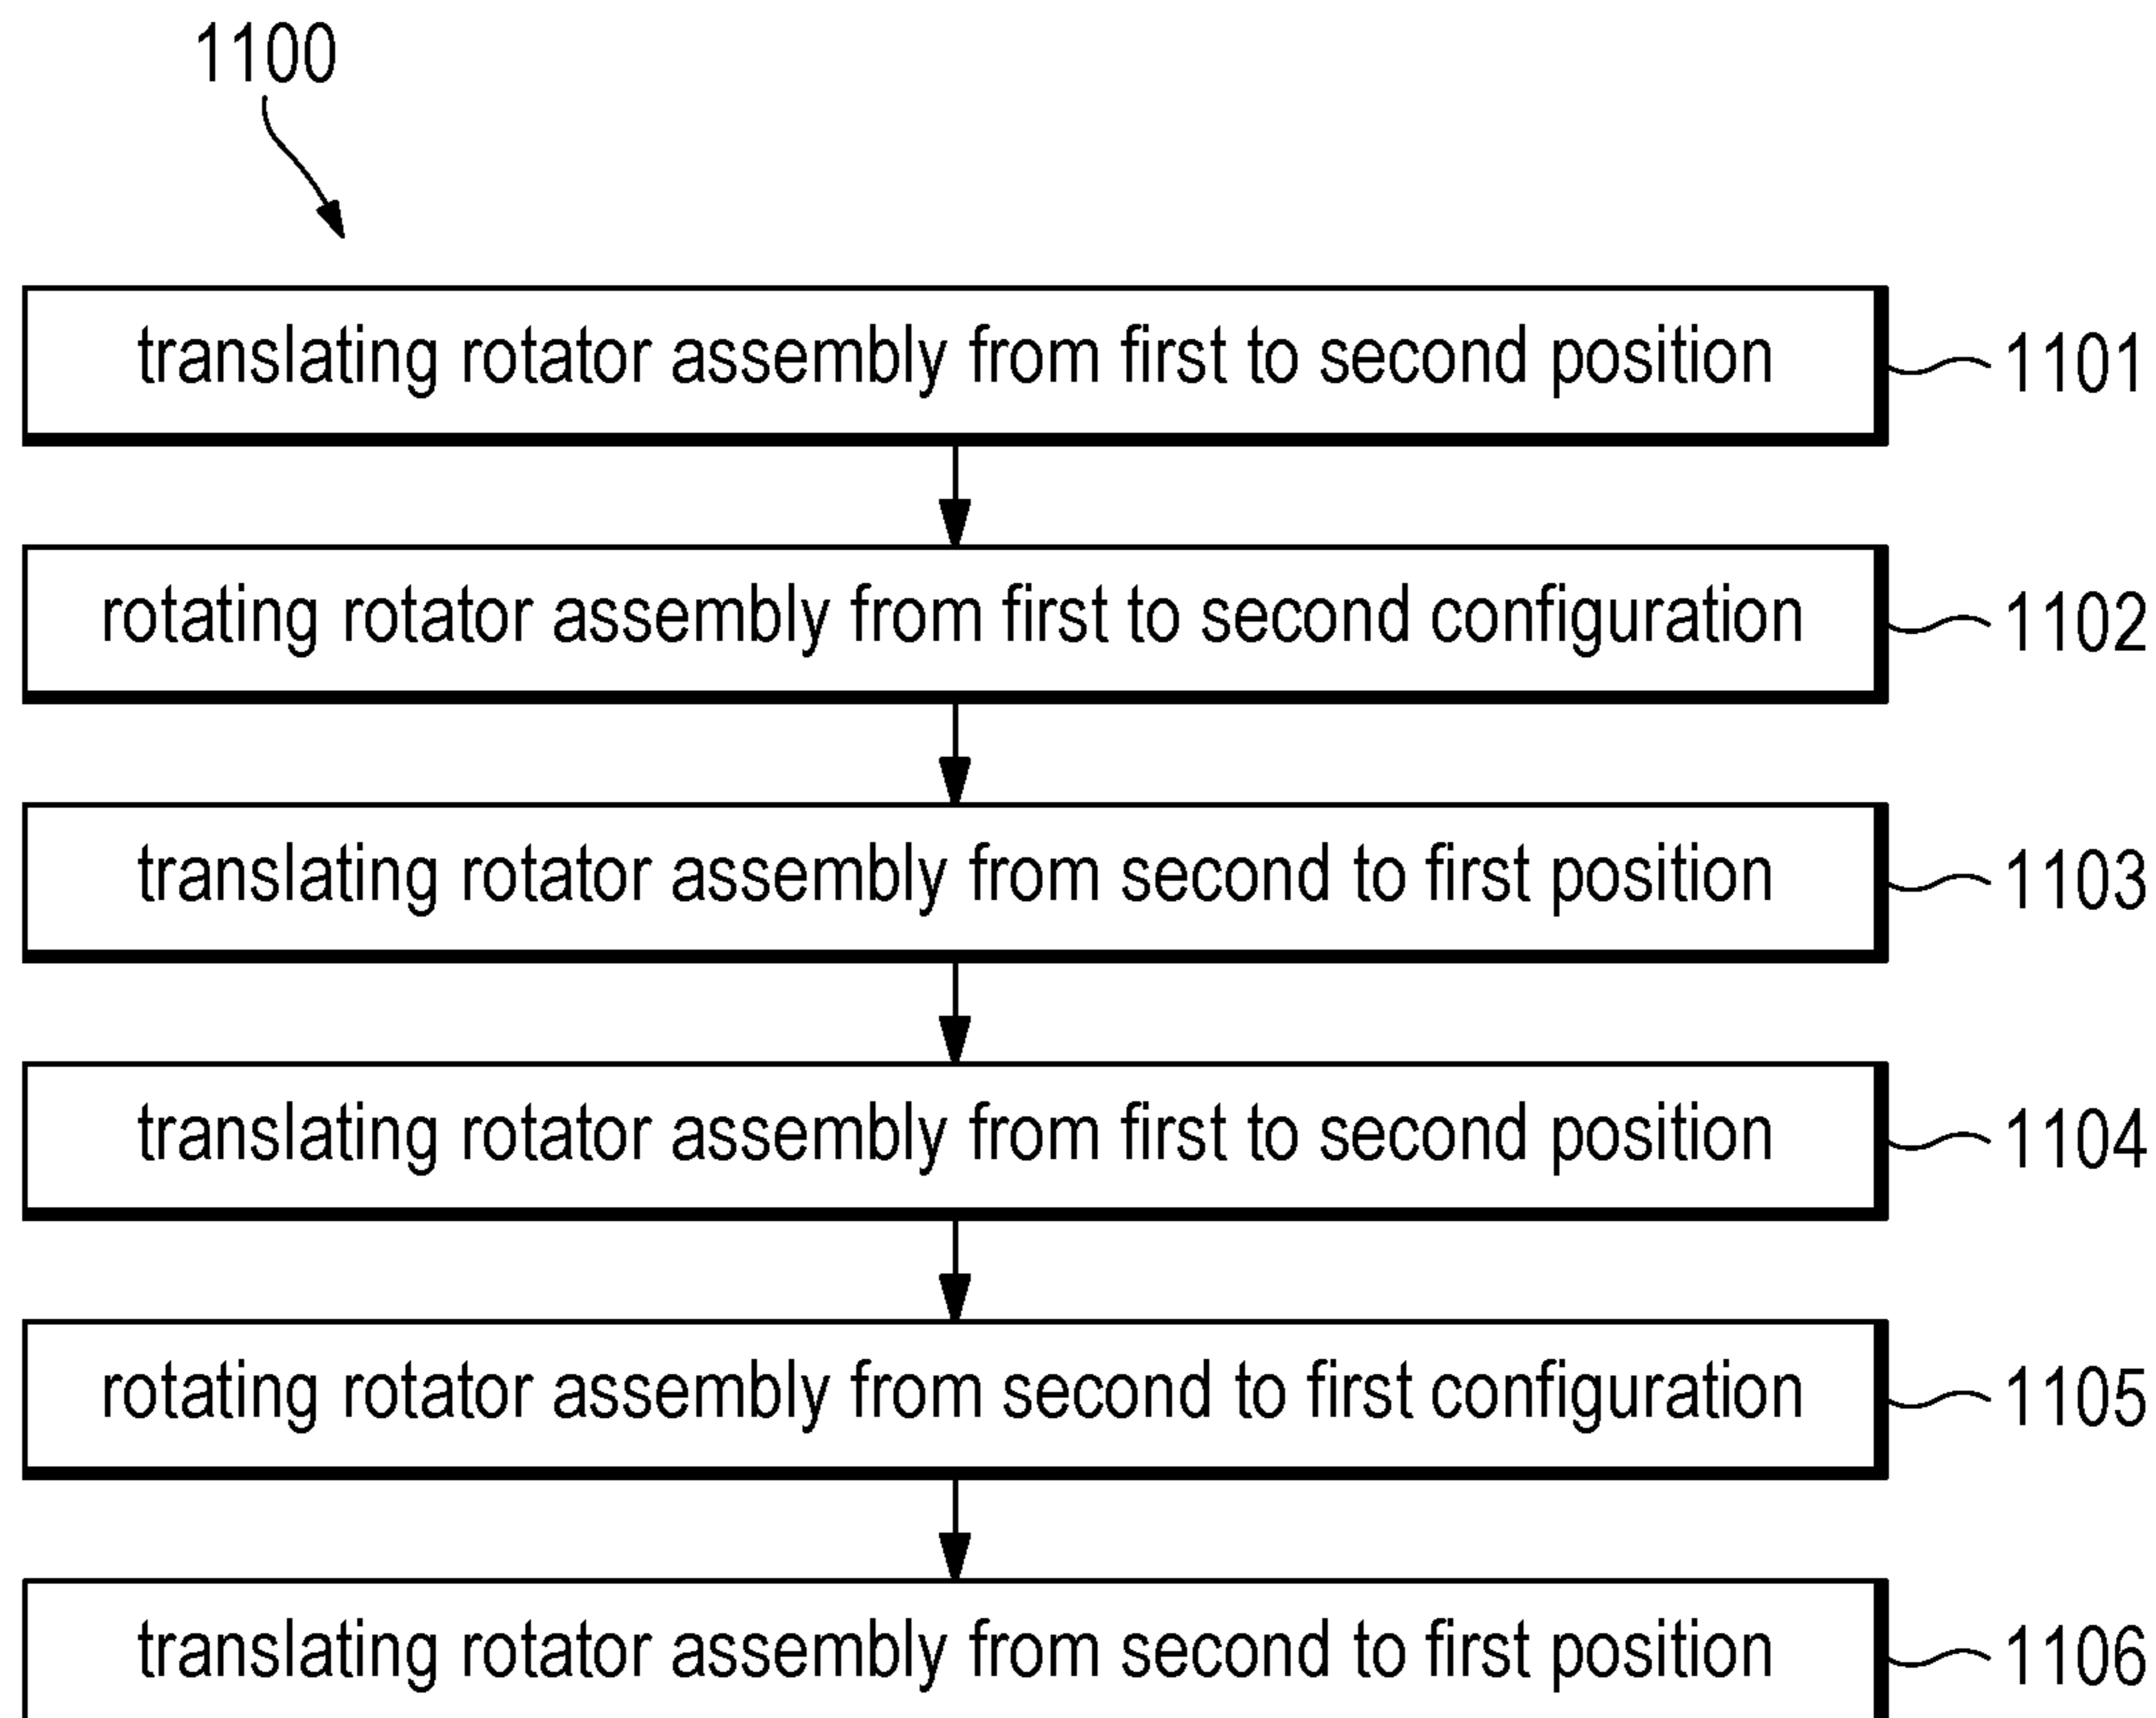 1100
translating rotator assembly from first to second position 1101
rotating rotator assembly from first to second configuration 1102
translating rotator assembly from second to first position 1103
translating rotator assembly from first to second position 1104
rotating rotator assembly from second to first configuration 1105
translating rotator assembly from second to first position 1106